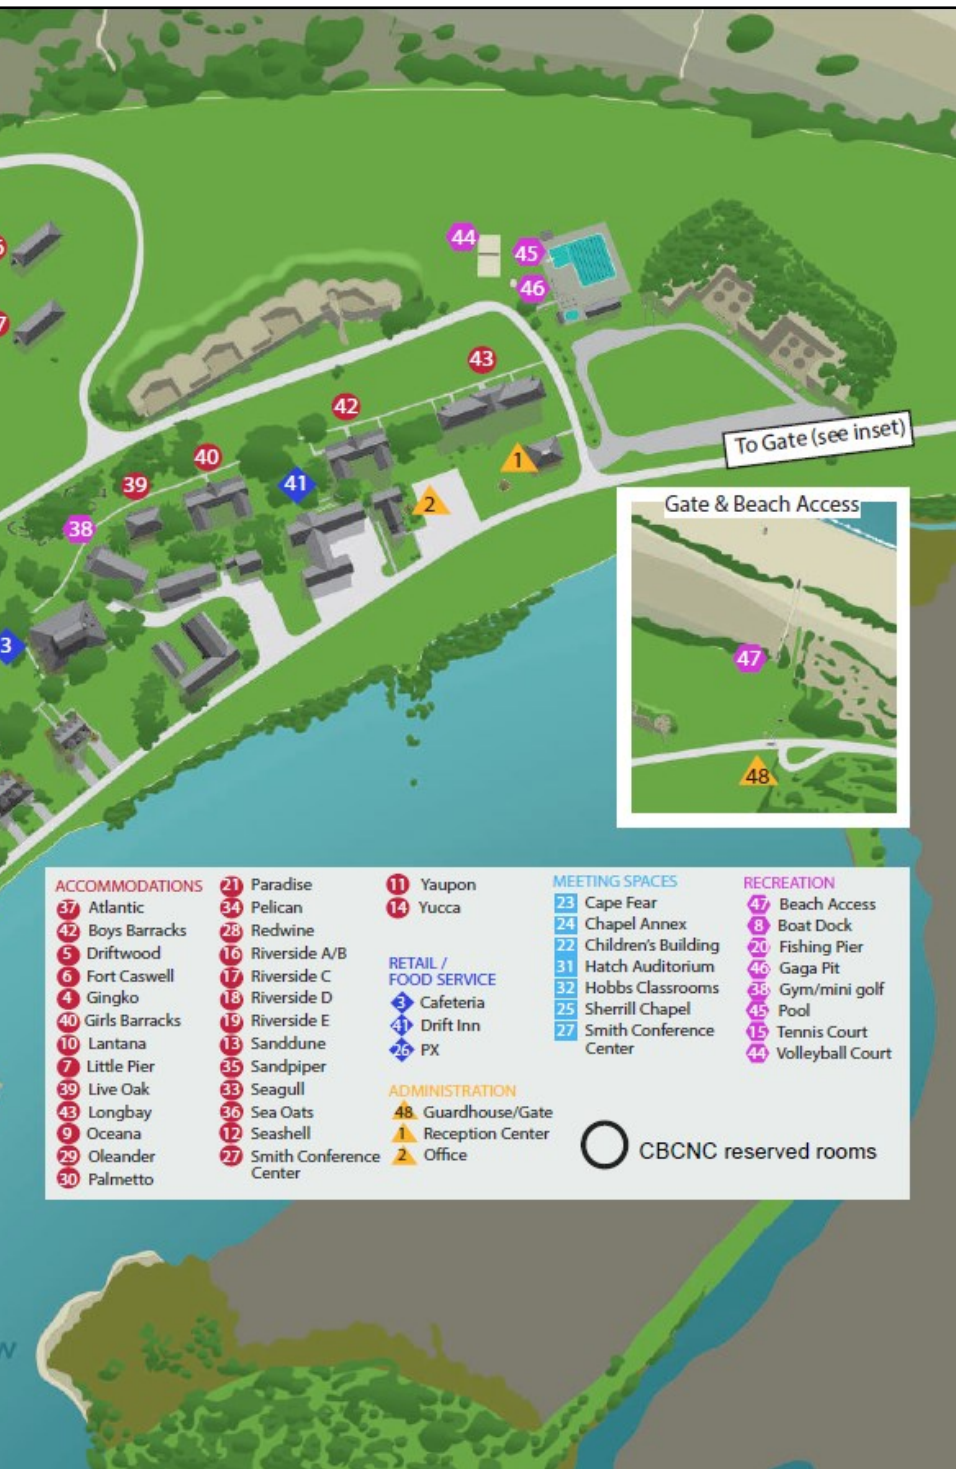 44
45
46
43
42
1
To Gate (see inset)
40
41
39
2
38
Gate & Beach Access
47
3
48
ACCOMMODATIONS
37 Atlantic
42 Boys Barracks
5 Driftwood
6 Fort Caswell
4 Gingko
40 Girls Barracks
10 Lantana
7 Little Pier
39 Live Oak
43 Longbay
9 Oceana
29 Oleander
30 Palmetto
21 Paradise
34 Pelican
28 Redwine
16 Riverside A/B
17 Riverside C
18 Riverside D
19 Riverside E
13 Sanddune
35 Sandpiper
33 Seagull
36 Sea Oats
12 Seashell
27 Smith Conference
Center
11 Yaupon
14 Yucca
RETAIL /
FOOD SERVICE
3 Cafeteria
41 Drift Inn
26 PX
ADMINISTRATION
48 Guardhouse/Gate
1 Reception Center
2 Office
MEETING SPACES
23 Cape Fear
24 Chapel Annex
22 Children's Building
31 Hatch Auditorium
32 Hobbs Classrooms
25 Sherrill Chapel
27 Smith Conference
Center
RECREATION
47 Beach Access
8 Boat Dock
20 Fishing Pier
46 Gaga Pit
38 Gym/mini golf
45 Pool
15 Tennis Court
44 Volleyball Court
CBCNC reserved rooms